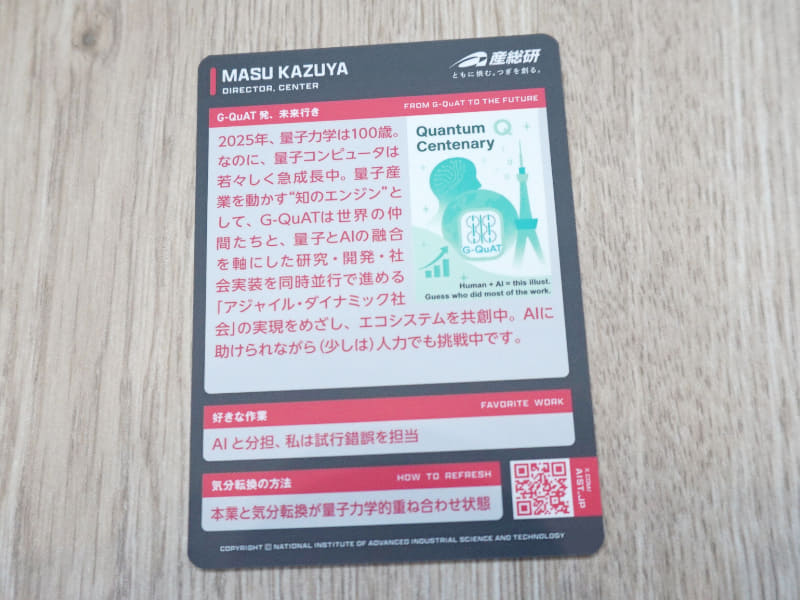 MASU KAZUYA
DIRECTOR, CENTER
産総研
ともに挑む。つぎを創る。
G-QuAT 発、未来行き
FROM G-QuAT TO THE FUTURE
2025年、量子力学は100歳。
なのに、量子コンピュータは
若々しく急成長中。量子産
業を動かす“知のエンジン”と
して、G-QuATは世界の仲
間たちと、量子とAIの融合
を軸にした研究・開発・社
会実装を同時並行で進める
「アジャイル・ダイナミック社
会」の実現をめざし、エコシステムを共創中。AIに
助けられながら（少しは）人力でも挑戦中です。
Quantum
Centenary
G-QuAT
Human + AI = this illust.
Guess who did most of the work.
好きな作業
FAVORITE WORK
AI と分担、私は試行錯誤を担当
気分転換の方法
HOW TO REFRESH
本業と気分転換が量子力学的重ね合わせ状態
X.COM/
AIST_JP
COPYRIGHT © NATIONAL INSTITUTE OF ADVANCED INDUSTRIAL SCIENCE AND TECHNOLOGY